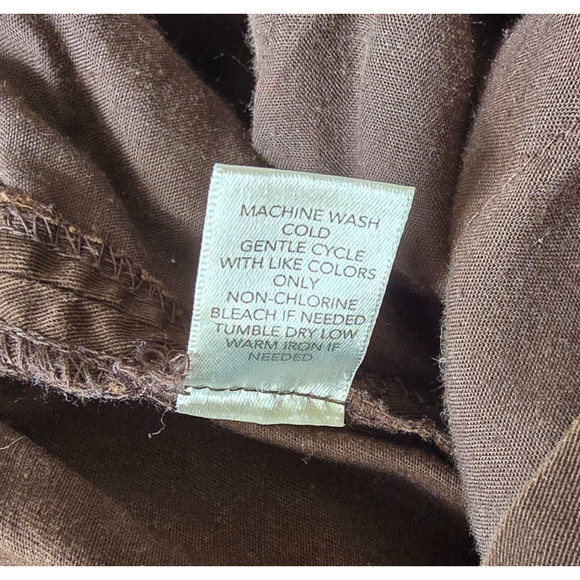 MACHINE WASH
COLD
GENTLE CYCLE
WITH LIKE COLORS
ONLY
NON-CHLORINE
BLEACH IF NEEDED
TUMBLE DRY LOW
WARM IRON IF
NEEDED